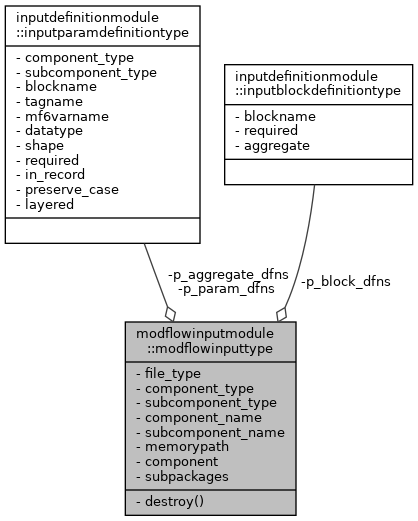 inputdefinitionmodule
::inputparamdefinitiontype
- component_type
- subcomponent_type
- blockname
- tagname
- mf6varname
- datatype
- shape
- required
- in_record
- preserve_case
- layered
inputdefinitionmodule
::inputblockdefinitiontype
- blockname
- required
- aggregate
-p_aggregate_dfns
-p_param_dfns
-p_block_dfns
modflowinputmodule
::modflowinputtype
- file_type
- component_type
- subcomponent_type
- component_name
- subcomponent_name
- memorypath
- component
- subpackages
- destroy()